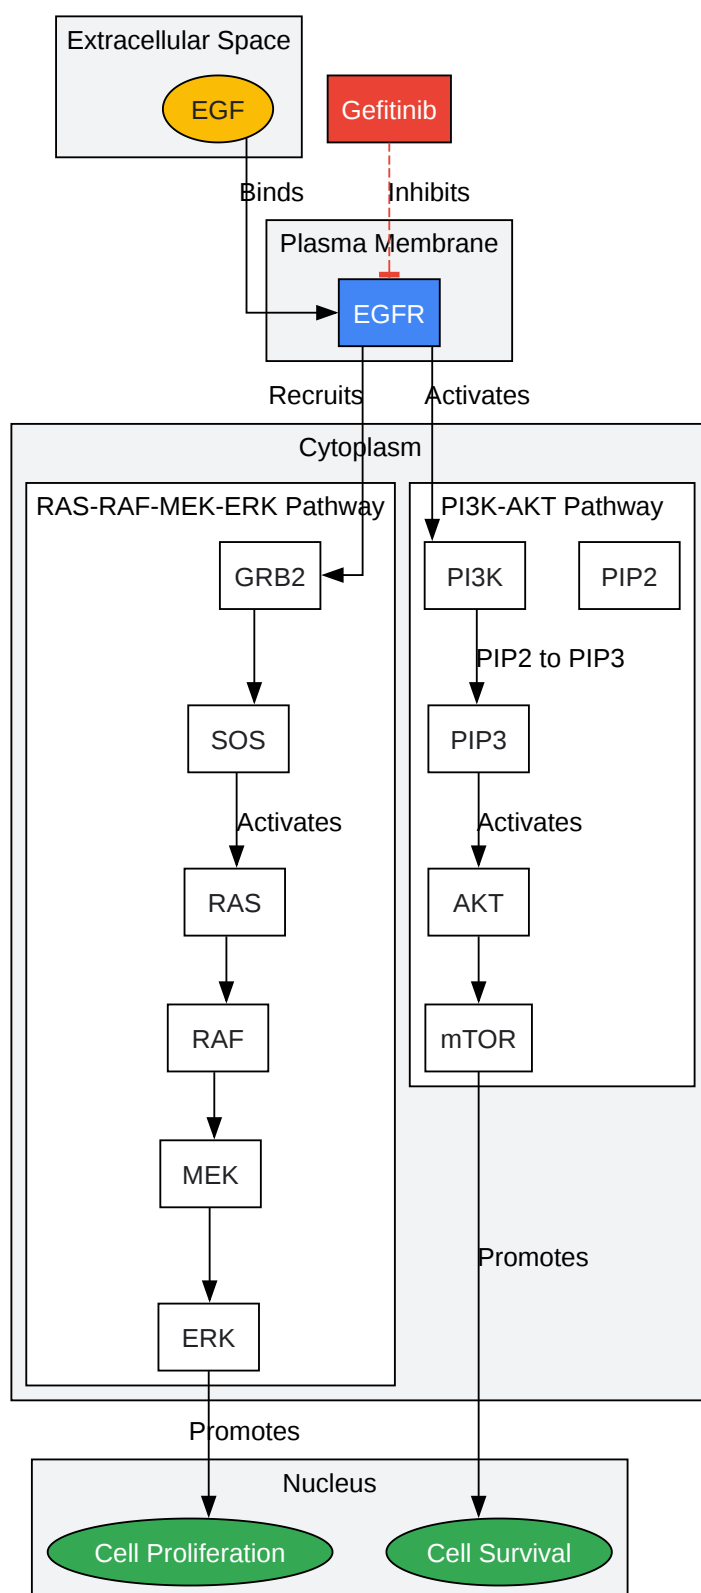 Extracellular Space
EGF
Gefitinib
Binds
Inhibits
Plasma Membrane
EGFR
Recruits
Activates
Cytoplasm
RAS-RAF-MEK-ERK Pathway
PI3K-AKT Pathway
GRB2
PI3K
PIP2
PIP2 to PIP3
SOS
PIP3
Activates
Activates
RAS
AKT
RAF
mTOR
MEK
Promotes
ERK
Promotes
Nucleus
Cell Proliferation
Cell Survival